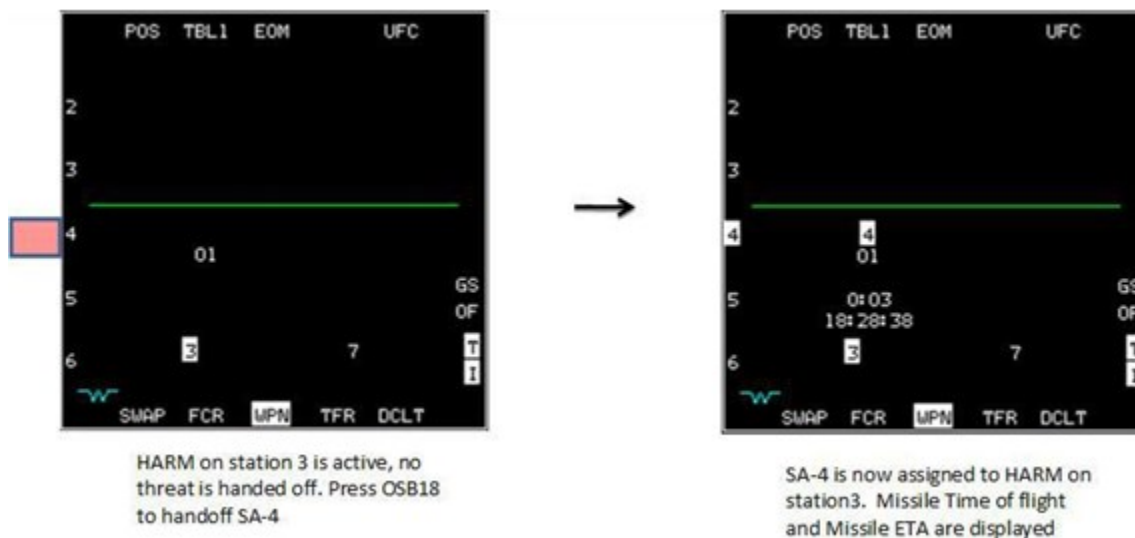 POS TBL1 EOM UFC
2
3
4
01
5
GS
OF
3 7
T
6
I
SWAP FCR WPN TFR DCLT
HARM on station 3 is active, no
threat is handed off. Press OSB18
to handoff SA-4
POS TBL1 EOM UFC
2
3
4 4
01
GS
5 0:03
OF
18:28:38
3 7
T
6
I
SWAP FCR WPN TFR DCLT
SA-4 is now assigned to HARM on
station3. Missile Time of flight
and Missile ETA are displayed